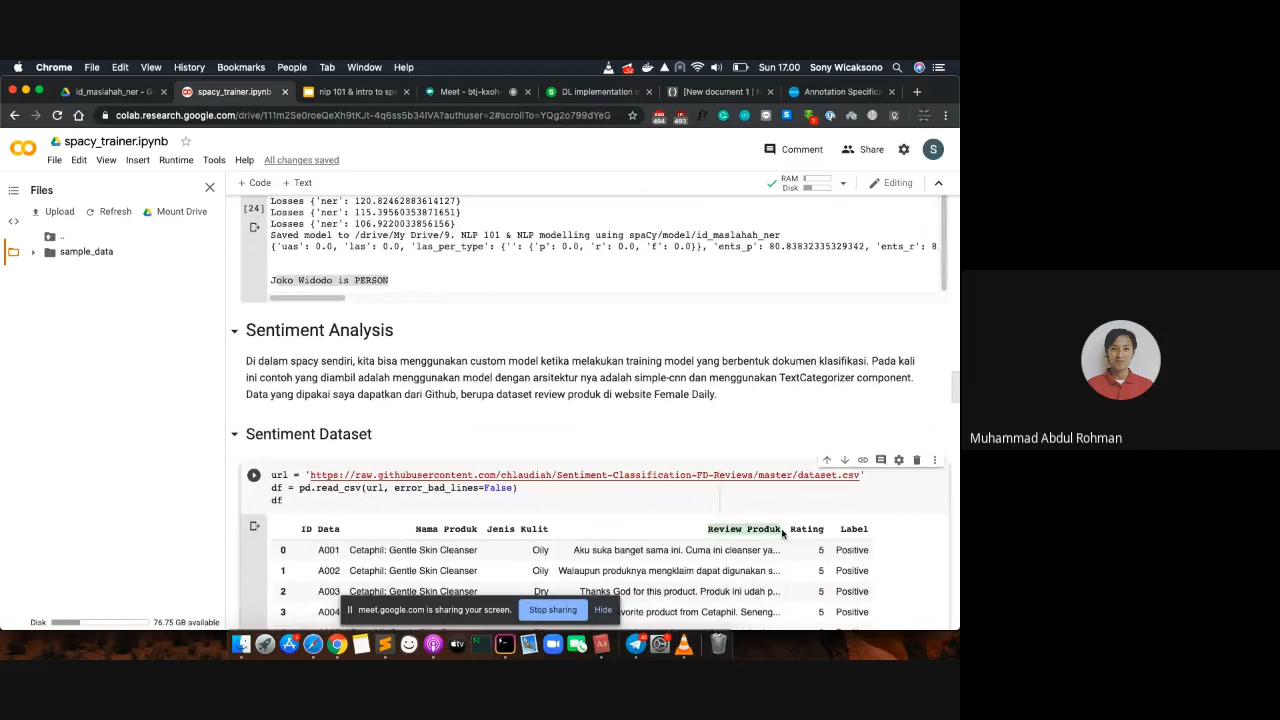 Chrome File Edit View History Bookmarks People Tab Window Help Sun 17.00 Sony Wicaksono
id_maslahah_ner - G spacy_trainer.ipynb nlp 101 & intro to sp Meet - btj-kxoh- DL implementation o [New document 1 | Annotation Specifica
colab.research.google.com/drive/111m2Se0roeQeXh9tKJt-4q6ss5b34IVA?authuser=2#scrollTo=YQg2o799dYeG
spacy_trainer.ipynb
Comment Share S
File Edit View Insert Runtime Tools Help All changes saved
Files
+ Code + Text RAM Disk Editing
Upload Refresh Mount Drive
..
sample_data
[24]
Losses {'ner': 120.82462883614127}
Losses {'ner': 115.39560353871651}
Losses {'ner': 106.9220033856156}
Saved model to /drive/My Drive/9. NLP 101 & NLP modelling using spaCy/model/id_maslahah_ner
{'uas': 0.0, 'las': 0.0, 'las_per_type': {'': {'p': 0.0, 'r': 0.0, 'f': 0.0}}, 'ents_p': 80.83832335329342, 'ents_r': 8
Joko Widodo is PERSON
Sentiment Analysis
Di dalam spacy sendiri, kita bisa menggunakan custom model ketika melakukan training model yang berbentuk dokumen klasifikasi. Pada kali
ini contoh yang diambil adalah menggunakan model dengan arsitektur nya adalah simple-cnn dan menggunakan TextCategorizer component.
Data yang dipakai saya dapatkan dari Github, berupa dataset review produk di website Female Daily.
Sentiment Dataset
url = 'https://raw.githubusercontent.com/chlaudiah/Sentiment-Classification-FD-Reviews/master/dataset.csv'
df = pd.read_csv(url, error_bad_lines=False)
df
ID Data Nama Produk Jenis Kulit Review Produk Rating Label
0 A001 Cetaphil: Gentle Skin Cleanser Oily Aku suka banget sama ini. Cuma ini cleanser ya... 5 Positive
1 A002 Cetaphil: Gentle Skin Cleanser Oily Walaupun produknya mengklaim dapat digunakan s... 5 Positive
2 A003 Cetaphil: Gentle Skin Cleanser Dry Thanks God for this product. Produk ini udah p... 5 Positive
3 A004 product from Cetaphil. Seneng... 5 Positive
meet.google.com is sharing your screen. Stop sharing Hide
Disk 76.75 GB available
Muhammad Abdul Rohman